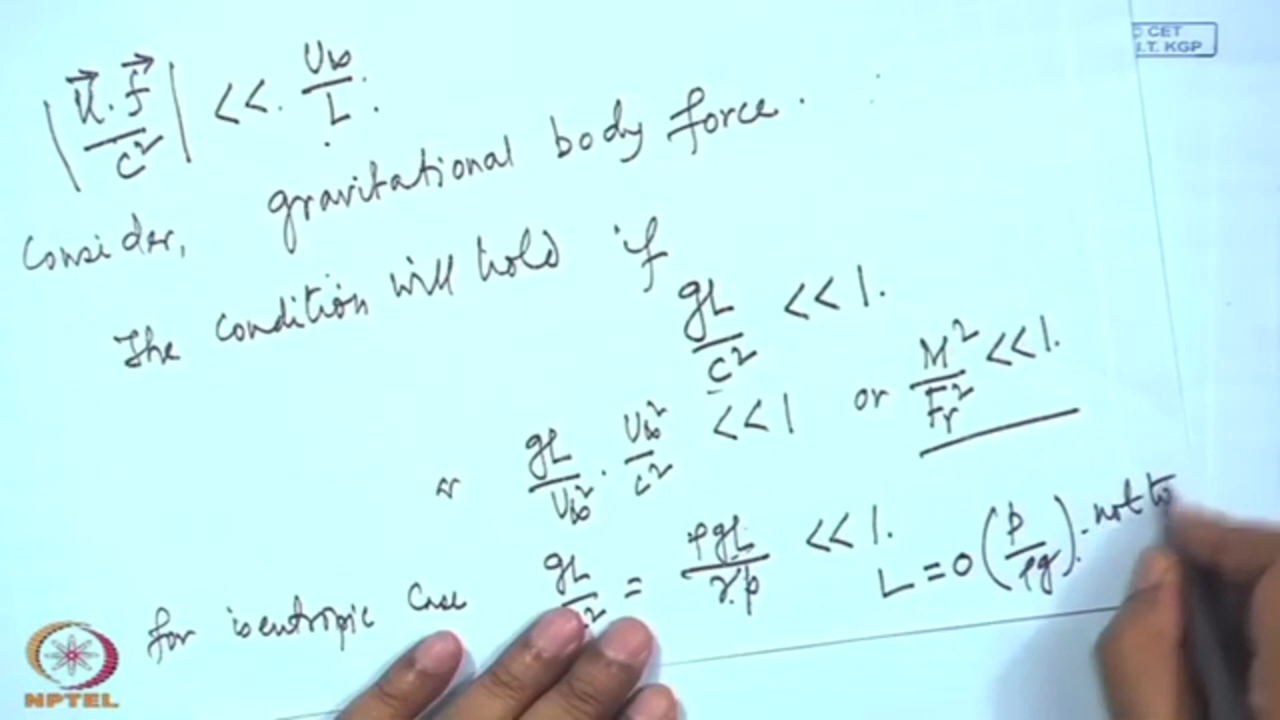 © CET
I.I.T. KGP
|u⃗·f⃗ / c²| << U∞ / L.
Consider, gravitational body force.
The condition will hold if
gL / c² << 1.
or gL / U∞² · U∞² / c² << 1 or M² / Fr² << 1.
for isentropic case gL / c² = ρgL / γp << 1. L = O(p / ρg). not
NPTEL